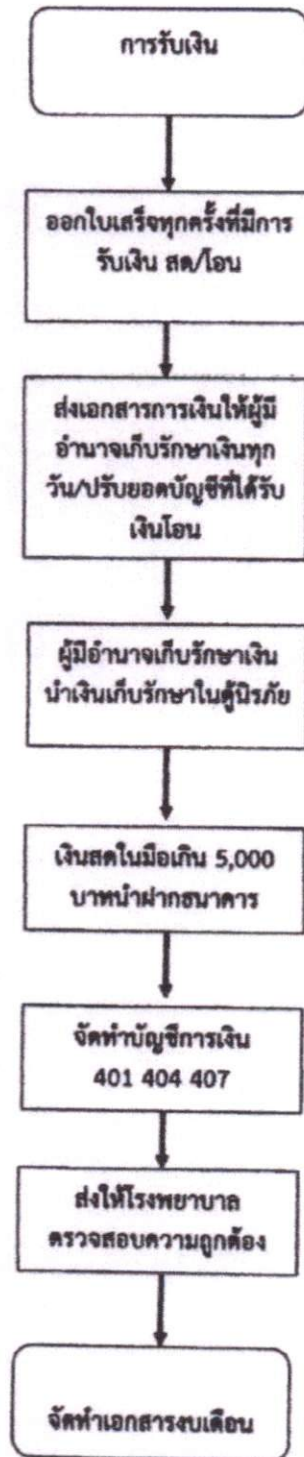 การรับเงิน
ออกใบเสร็จทุกครั้งที่มีการ
รับเงิน สด/โอน
ส่งเอกสารการเงินให้ผู้มี
อำนาจเก็บรักษาเงินทุก
วัน/ปรับยอดบัญชีที่ได้รับ
เงินโอน
ผู้มีอำนาจเก็บรักษาเงิน
นำเงินเก็บรักษาในตู้นิรภัย
เงินสดในมือเกิน 5,000
บาทนำฝากธนาคาร
จัดทำบัญชีการเงิน
401 404 407
ส่งให้โรงพยาบาล
ตรวจสอบความถูกต้อง
จัดทำเอกสารงบเดือน